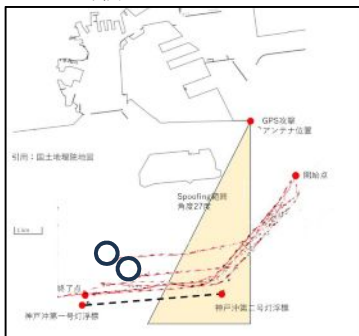 GPS攻撃
アンテナ位置
引用：国土地理院地図
開始点
Spoofing範囲
角度27度
終了点
神戸沖第一号灯浮標
神戸沖第二号灯浮標